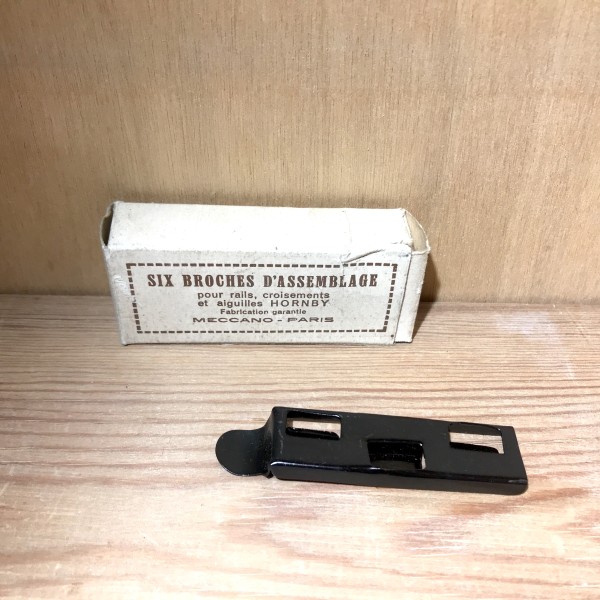 SIX BROCHES D'ASSEMBLAGE
pour rails, croisements
et aiguilles HORNBY
Fabrication garantie
MECCANO - PARIS